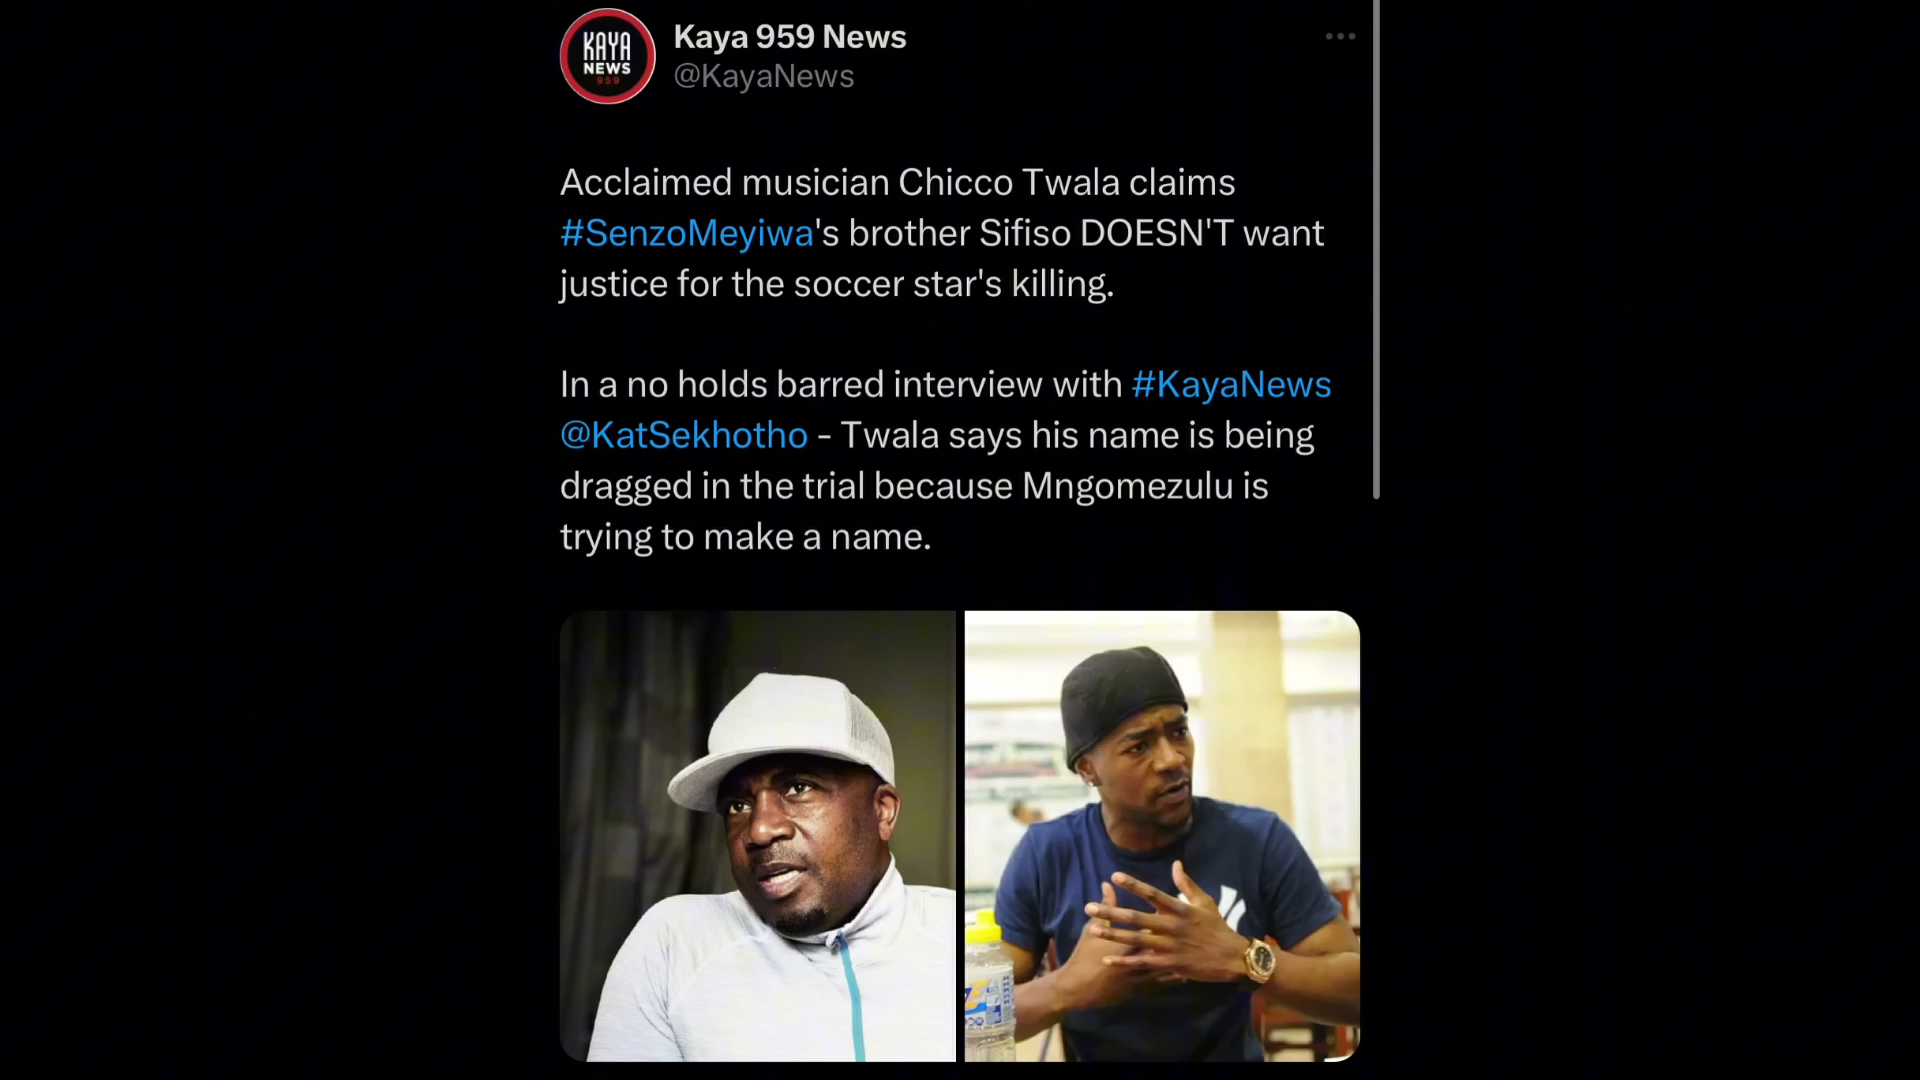 KAYA
NEWS
959
Kaya 959 News
@KayaNews
Acclaimed musician Chicco Twala claims
#SenzoMeyiwa's brother Sifiso DOESN'T want
justice for the soccer star's killing.
In a no holds barred interview with #KayaNews
@KatSekhotho - Twala says his name is being
dragged in the trial because Mngomezulu is
trying to make a name.